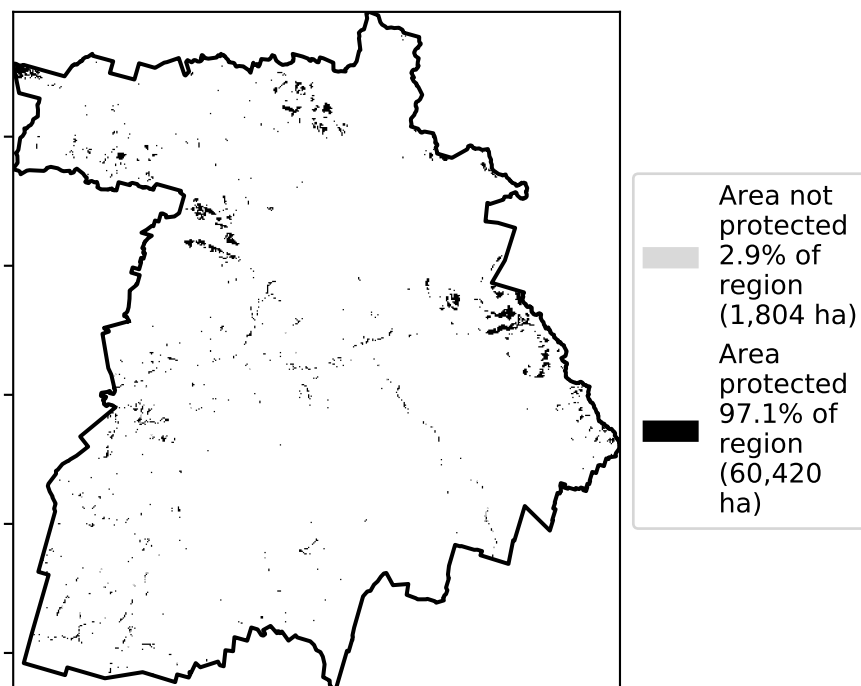 Area not
protected
2.9% of
region
(1,804 ha)
Area
protected
97.1% of
region
(60,420
ha)